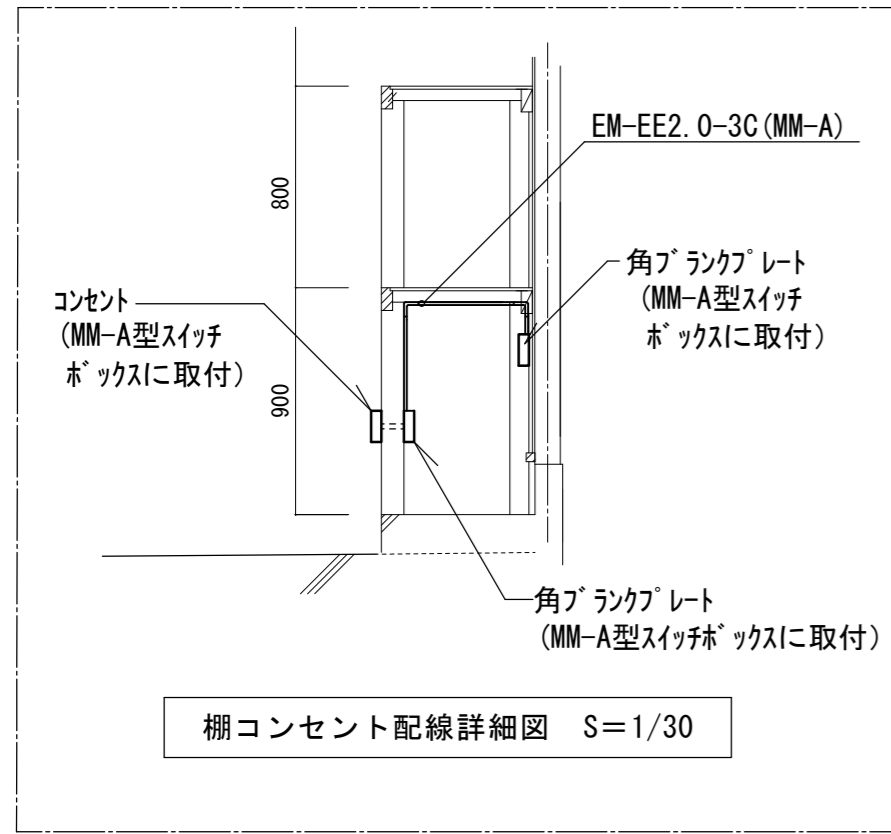 EM-EE2.0-3C(MM-A)
800
角ブランクプレート
(MM-A型スイッチ
ボックスに取付)
コンセント
(MM-A型スイッチ
ボックスに取付)
900
角ブランクプレート
(MM-A型スイッチボックスに取付)
棚コンセント配線詳細図 S=1/30